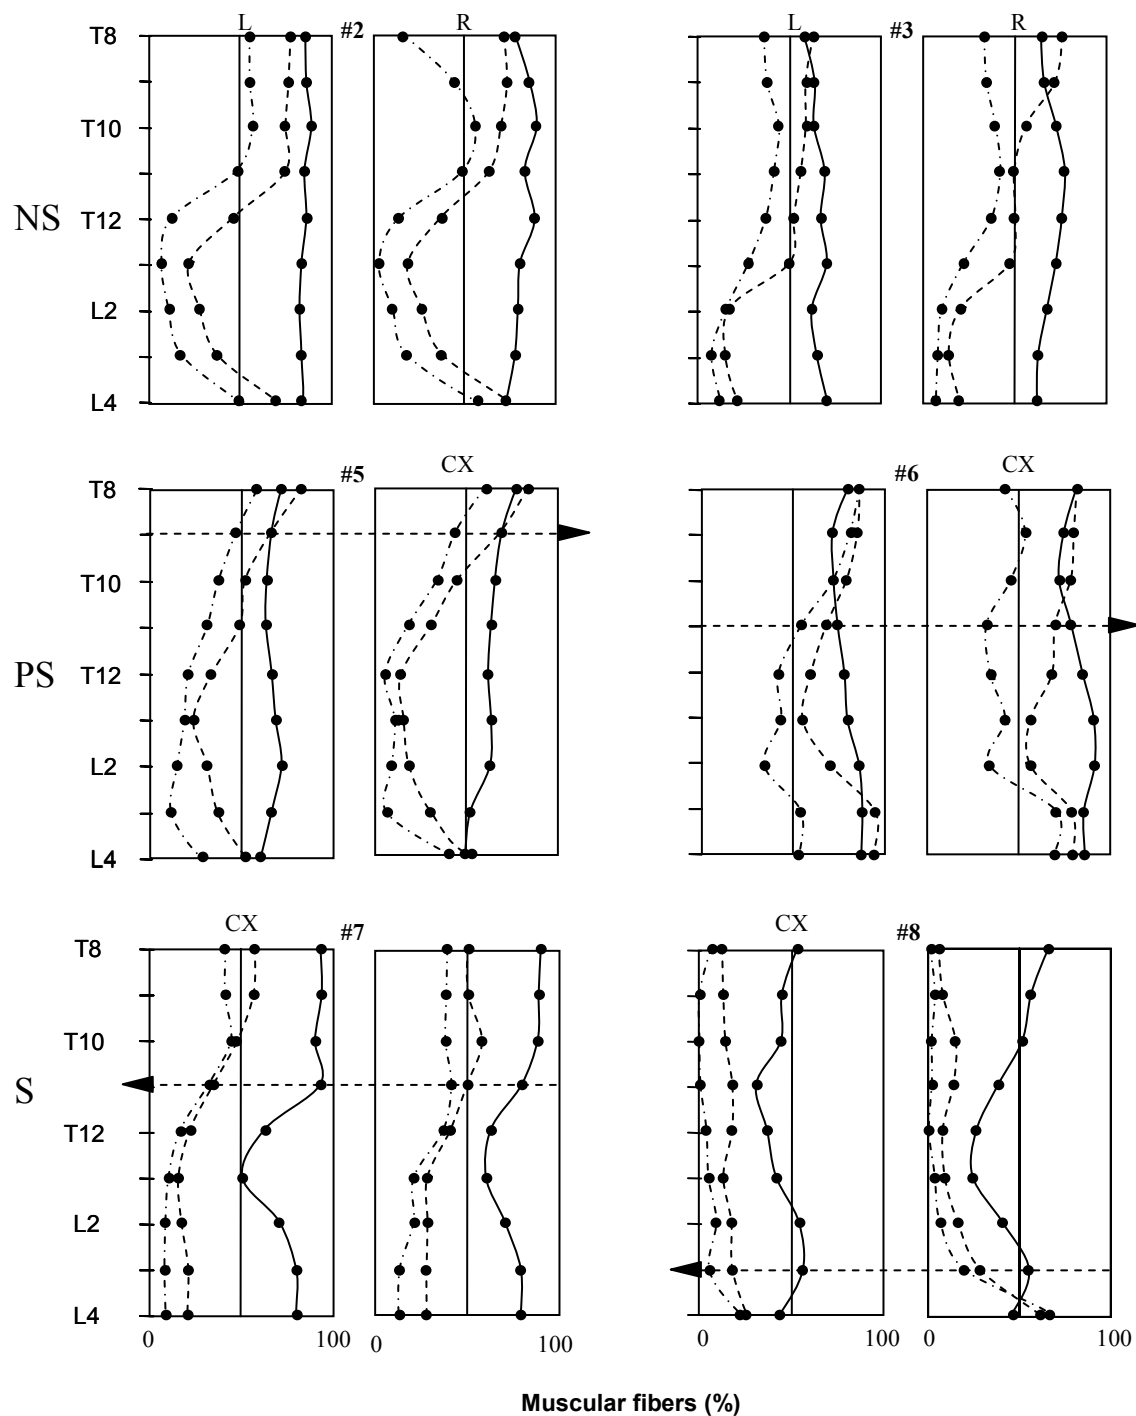 L #2 R L #3 R
T8
T10
NS
T12
L2
L4
CX CX
T8 #5 #6
T10
PS
T12
L2
L4
CX #7 CX #8
T8
T10
S
T12
L2
L4
0 100 0 100 0 100 0 100
Muscular fibers (%)